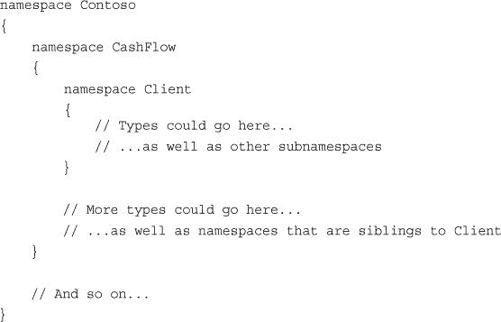 namespace Contoso
{
    namespace CashFlow
    {
        namespace Client
        {
            // Types could go here...
            // ...as well as other subnamespaces
        }

        // More types could go here...
        // ...as well as namespaces that are siblings to Client
    }

    // And so on...
}